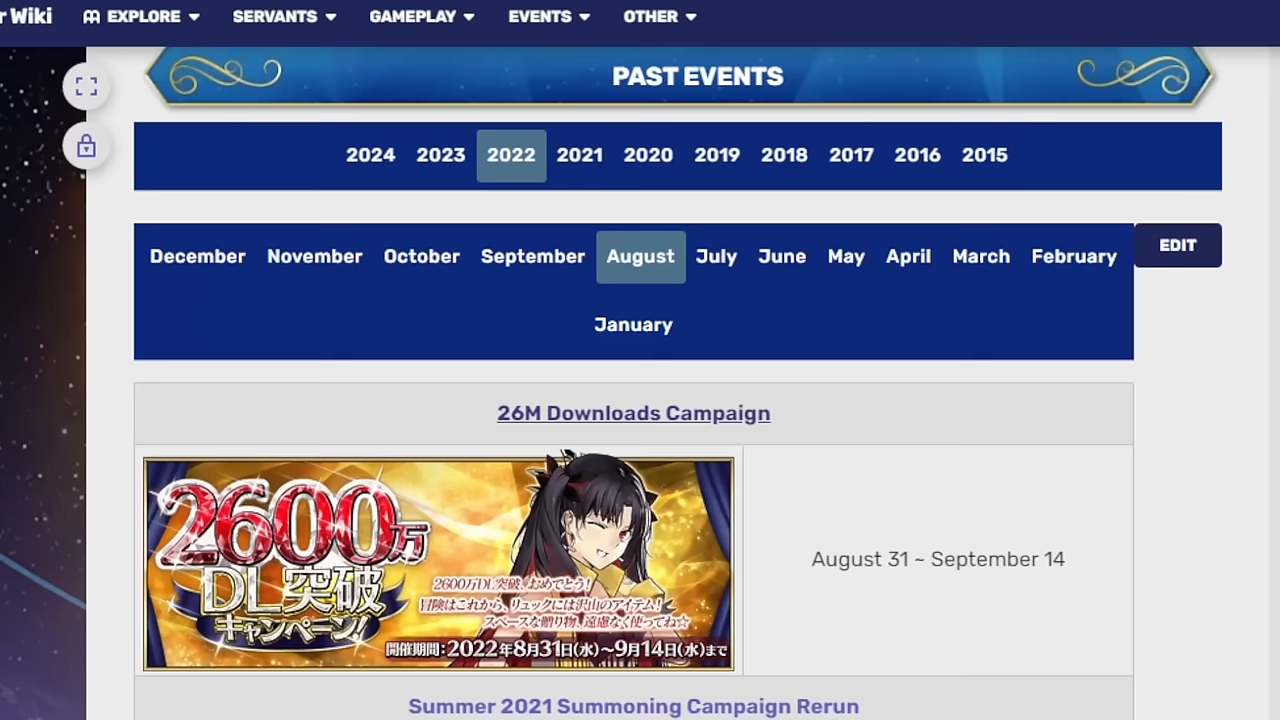 r Wiki EXPLORE SERVANTS GAMEPLAY EVENTS OTHER
PAST EVENTS
2024 2023 2022 2021 2020 2019 2018 2017 2016 2015
December November October September August July June May April March February
January
EDIT
26M Downloads Campaign
2600万
DL突破
キャンペーン!
2600万DL突破、おめでとう!
冒険はこれから、リュックには沢山のアイテム!
スペースな贈り物、遠慮なく使ってね☆
開催期間:2022年8月31日(水)~9月14日(水)まで
August 31 ~ September 14
Summer 2021 Summoning Campaign Rerun